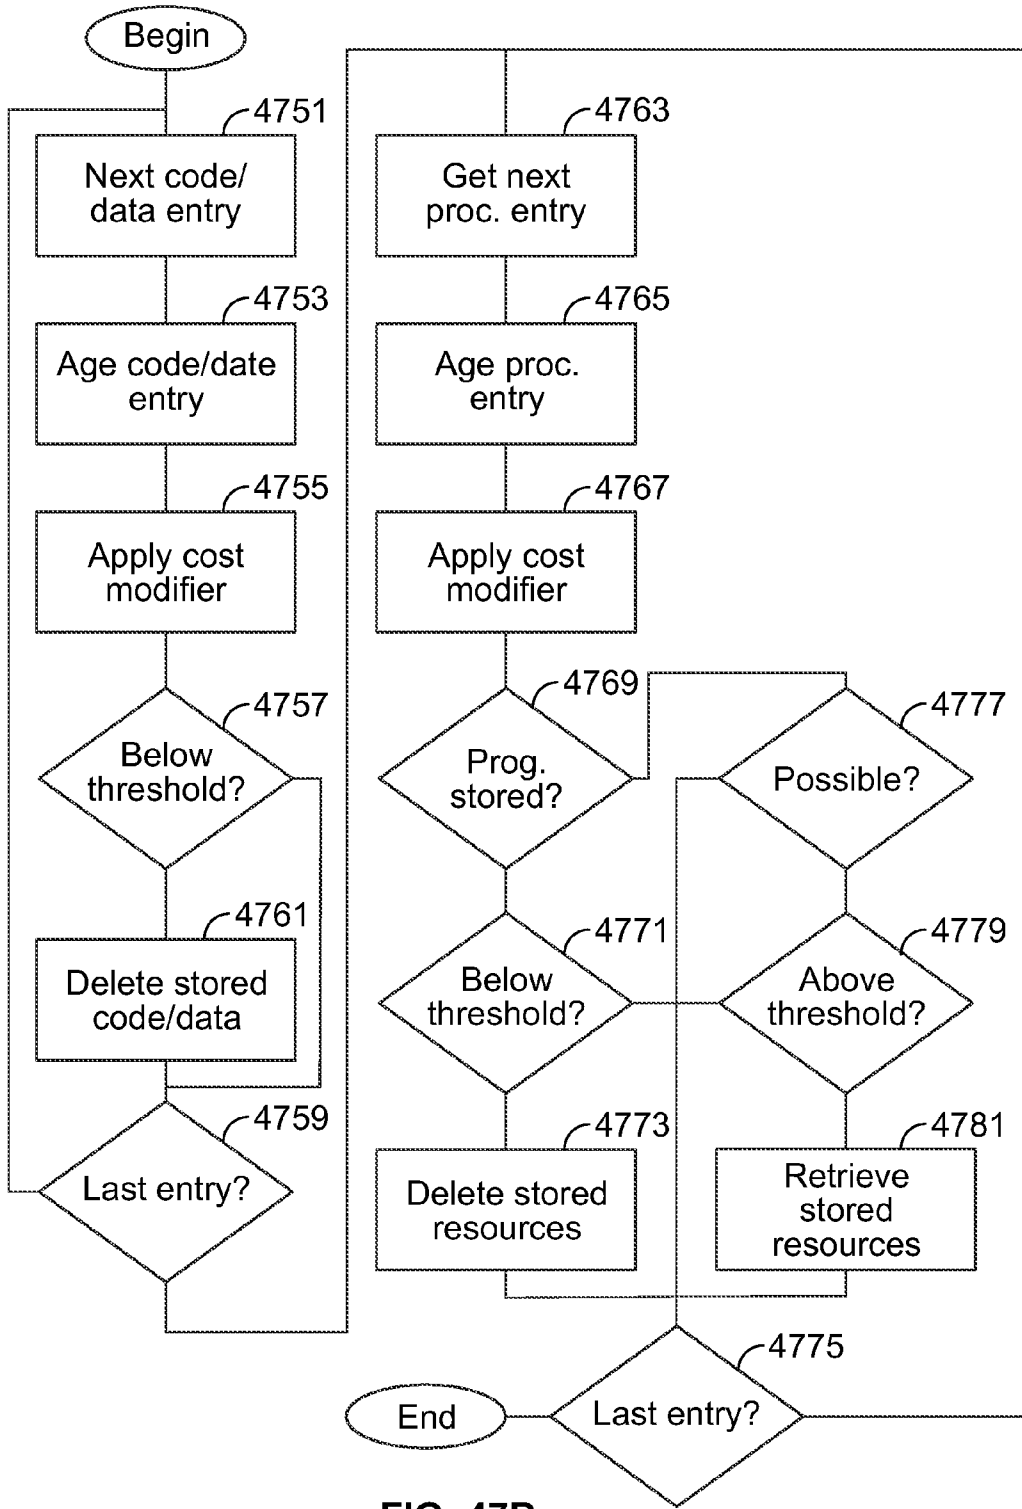 Begin
4751
Next code/
data entry
4753
Age code/date
entry
4755
Apply cost
modifier
4757
Below
threshold?
4761
Delete stored
code/data
4759
Last entry?
4763
Get next
proc. entry
4765
Age proc.
entry
4767
Apply cost
modifier
4769
Prog.
stored?
4771
Below
threshold?
4773
Delete stored
resources
4777
Possible?
4779
Above
threshold?
4781
Retrieve
stored
resources
4775
Last entry?
End
FIG. 47B